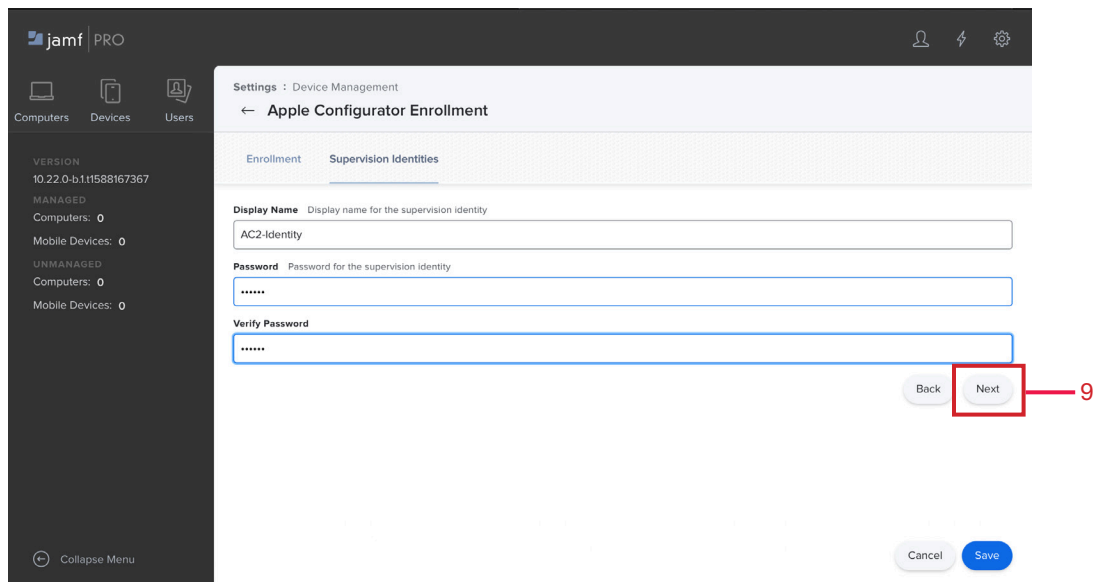 jamf PRO
Computers Devices Users
VERSION
10.22.0-b.1.t1588167367
MANAGED
Computers: 0
Mobile Devices: 0
UNMANAGED
Computers: 0
Mobile Devices: 0
Collapse Menu
Settings : Device Management
← Apple Configurator Enrollment
Enrollment Supervision Identities
Display Name Display name for the supervision identity
AC2-Identity
Password Password for the supervision identity
••••••
Verify Password
••••••
Back Next
9
Cancel Save